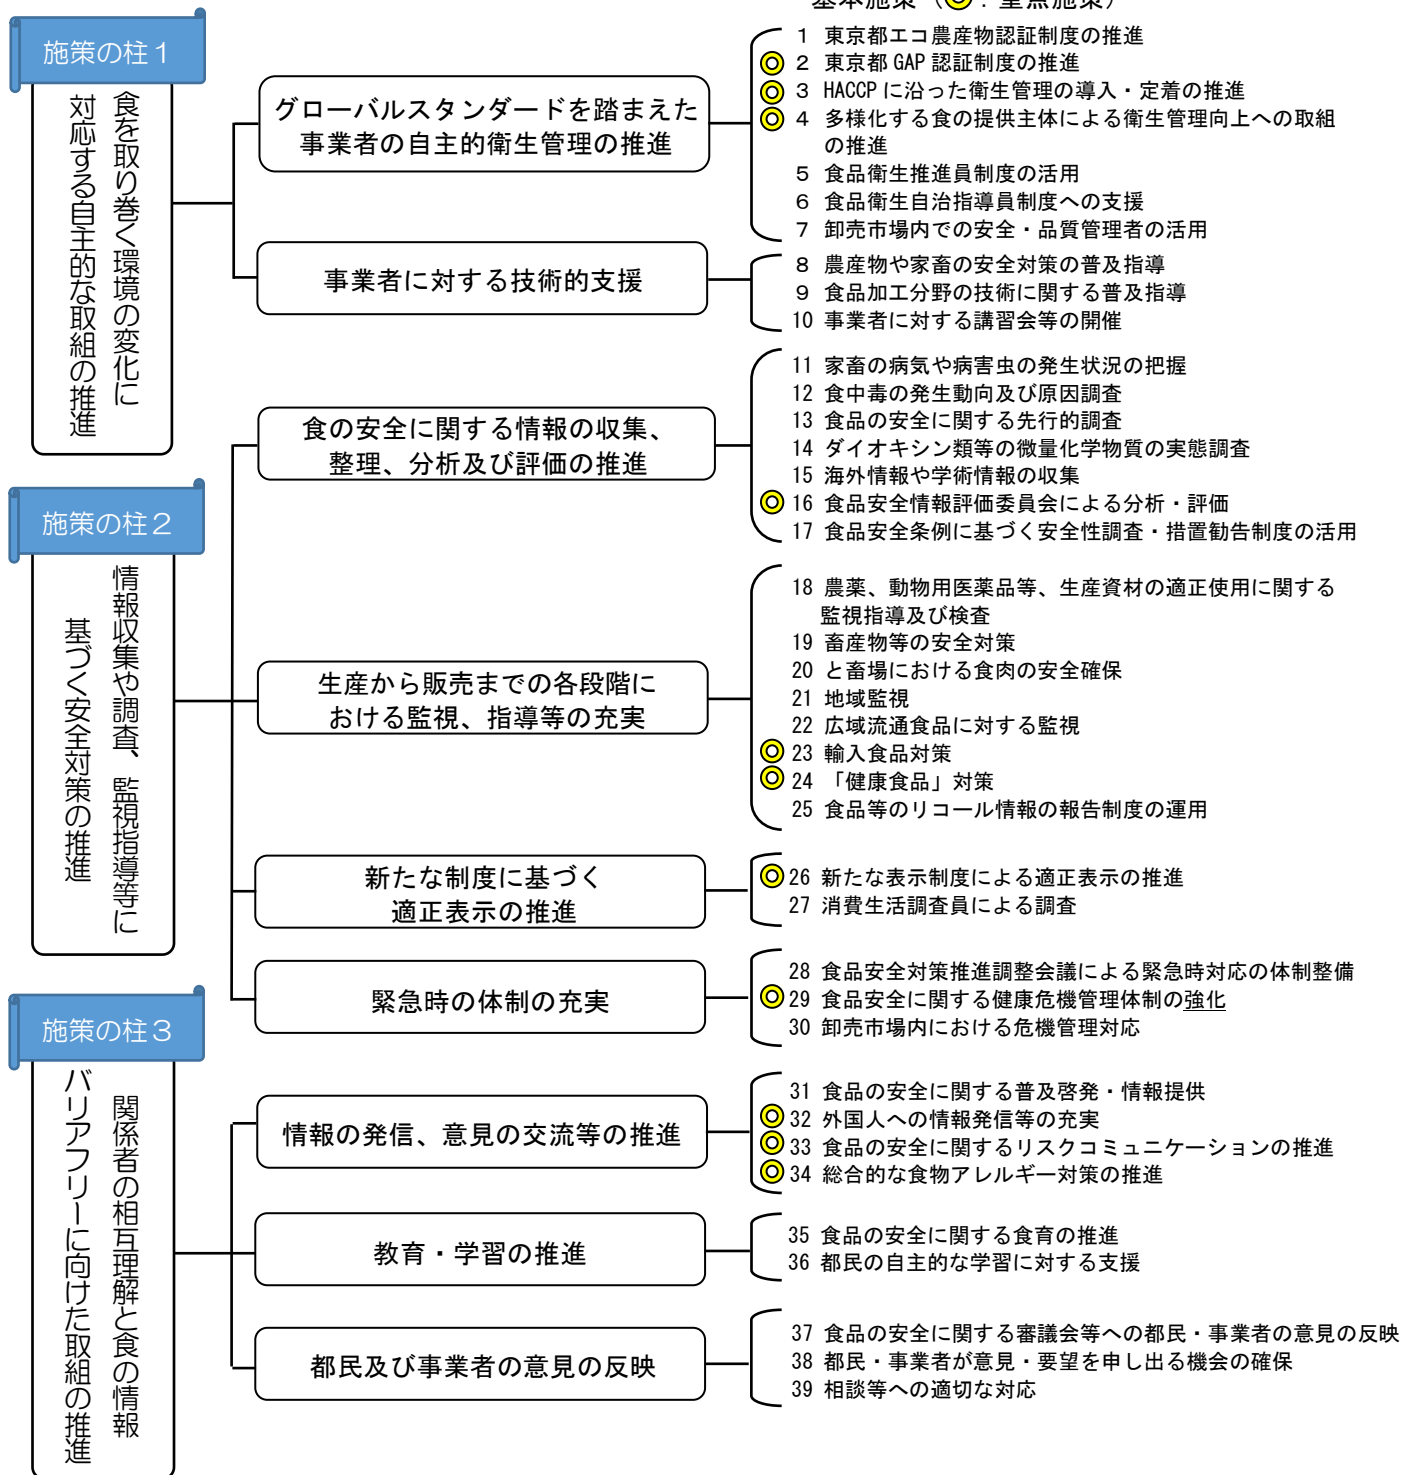 基本施策（◎：重点施策）
施策の柱１
食を取り巻く環境の変化に
対応する自主的な取組の推進
グローバルスタンダードを踏まえた
事業者の自主的衛生管理の推進
1 東京都エコ農産物認証制度の推進
◎ 2 東京都 GAP 認証制度の推進
◎ 3 HACCP に沿った衛生管理の導入・定着の推進
◎ 4 多様化する食の提供主体による衛生管理向上への取組
の推進
5 食品衛生推進員制度の活用
6 食品衛生自治指導員制度への支援
7 卸売市場内での安全・品質管理者の活用
事業者に対する技術的支援
8 農産物や家畜の安全対策の普及指導
9 食品加工分野の技術に関する普及指導
10 事業者に対する講習会等の開催
施策の柱２
情報収集や調査、監視指導等に
基づく安全対策の推進
食の安全に関する情報の収集、
整理、分析及び評価の推進
11 家畜の病気や病害虫の発生状況の把握
12 食中毒の発生動向及び原因調査
13 食品の安全に関する先行的調査
14 ダイオキシン類等の微量化学物質の実態調査
15 海外情報や学術情報の収集
◎ 16 食品安全情報評価委員会による分析・評価
17 食品安全条例に基づく安全性調査・措置勧告制度の活用
生産から販売までの各段階に
おける監視、指導等の充実
18 農薬、動物用医薬品等、生産資材の適正使用に関する
監視指導及び検査
19 畜産物等の安全対策
20 と畜場における食肉の安全確保
21 地域監視
22 広域流通食品に対する監視
◎ 23 輸入食品対策
◎ 24 「健康食品」対策
25 食品等のリコール情報の報告制度の運用
新たな制度に基づく
適正表示の推進
◎ 26 新たな表示制度による適正表示の推進
27 消費生活調査員による調査
緊急時の体制の充実
28 食品安全対策推進調整会議による緊急時対応の体制整備
◎ 29 食品安全に関する健康危機管理体制の強化
30 卸売市場内における危機管理対応
施策の柱３
関係者の相互理解と食の情報
バリアフリーに向けた取組の推進
情報の発信、意見の交流等の推進
31 食品の安全に関する普及啓発・情報提供
◎ 32 外国人への情報発信等の充実
◎ 33 食品の安全に関するリスクコミュニケーションの推進
◎ 34 総合的な食物アレルギー対策の推進
教育・学習の推進
35 食品の安全に関する食育の推進
36 都民の自主的な学習に対する支援
都民及び事業者の意見の反映
37 食品の安全に関する審議会等への都民・事業者の意見の反映
38 都民・事業者が意見・要望を申し出る機会の確保
39 相談等への適切な対応